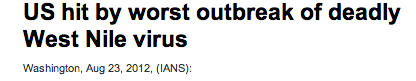 US hit by worst outbreak of deadly
West Nile virus
Washington, Aug 23, 2012, (IANS):